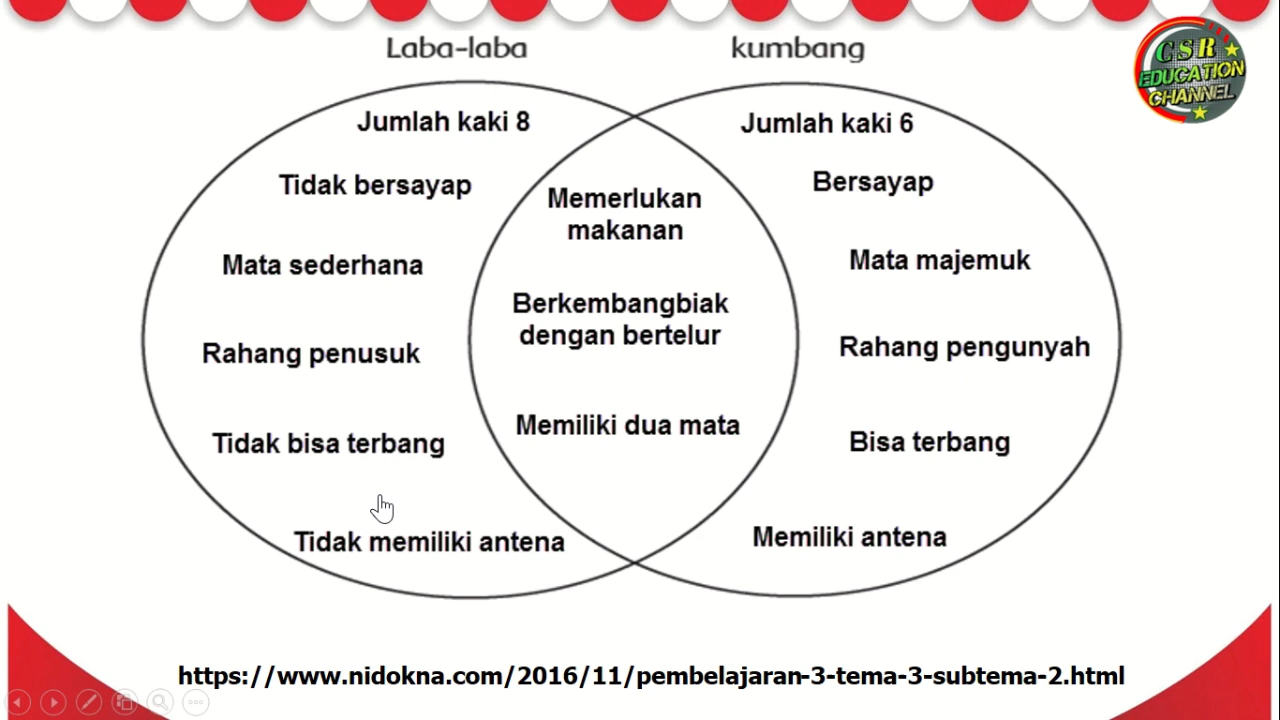 Laba-laba
kumbang
CSR
EDUCATION
CHANNEL
Jumlah kaki 8
Tidak bersayap
Mata sederhana
Rahang penusuk
Tidak bisa terbang
Tidak memiliki antena
Memerlukan
makanan
Berkembangbiak
dengan bertelur
Memiliki dua mata
Jumlah kaki 6
Bersayap
Mata majemuk
Rahang pengunyah
Bisa terbang
Memiliki antena
https://www.nidokna.com/2016/11/pembelajaran-3-tema-3-subtema-2.html